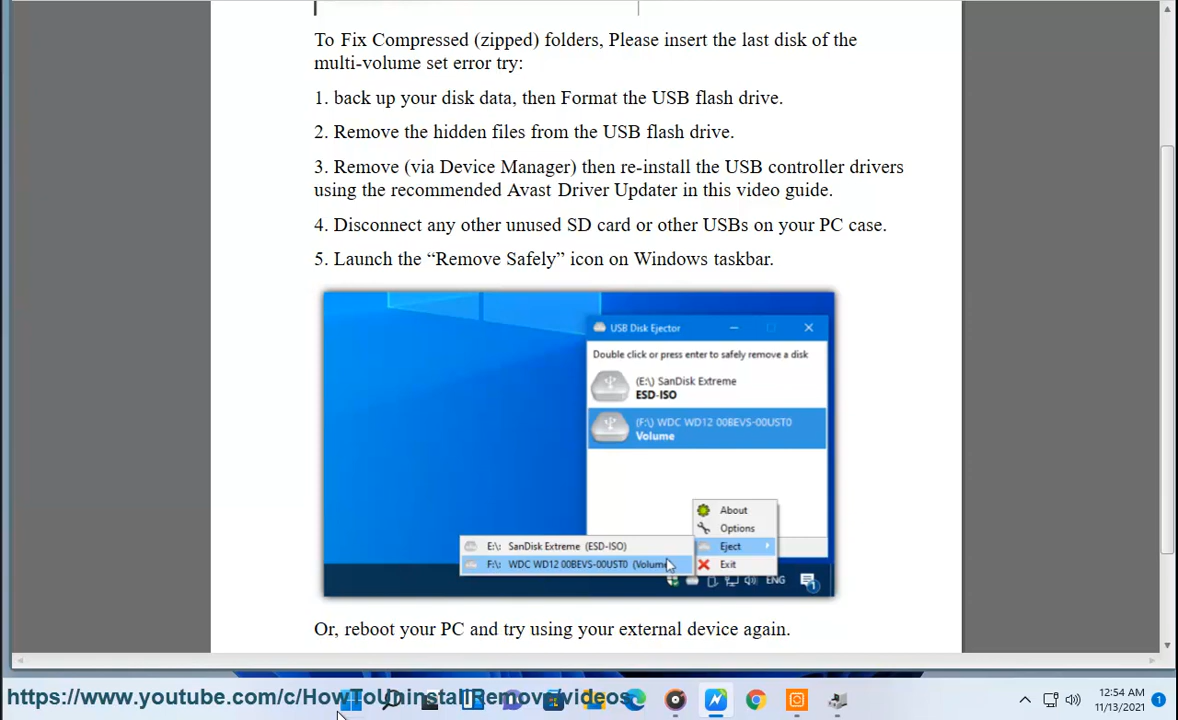 To Fix Compressed (zipped) folders, Please insert the last disk of the
multi-volume set error try:
1. back up your disk data, then Format the USB flash drive.
2. Remove the hidden files from the USB flash drive.
3. Remove (via Device Manager) then re-install the USB controller drivers
using the recommended Avast Driver Updater in this video guide.
4. Disconnect any other unused SD card or other USBs on your PC case.
5. Launch the “Remove Safely” icon on Windows taskbar.
USB Disk Ejector
Double click or press enter to safely remove a disk
(E:\) SanDisk Extreme
ESD-ISO
(F:\) WDC WD12 00BEVS-00UST0
Volume
About
Options
Eject
Exit
E:\: SanDisk Extreme (ESD-ISO)
F:\: WDC WD12 00BEVS-00UST0 (Volum
ENG
1
Or, reboot your PC and try using your external device again.
https://www.youtube.com/c/HowToUninstallRemove/videos
12:54 AM
11/13/2021
1